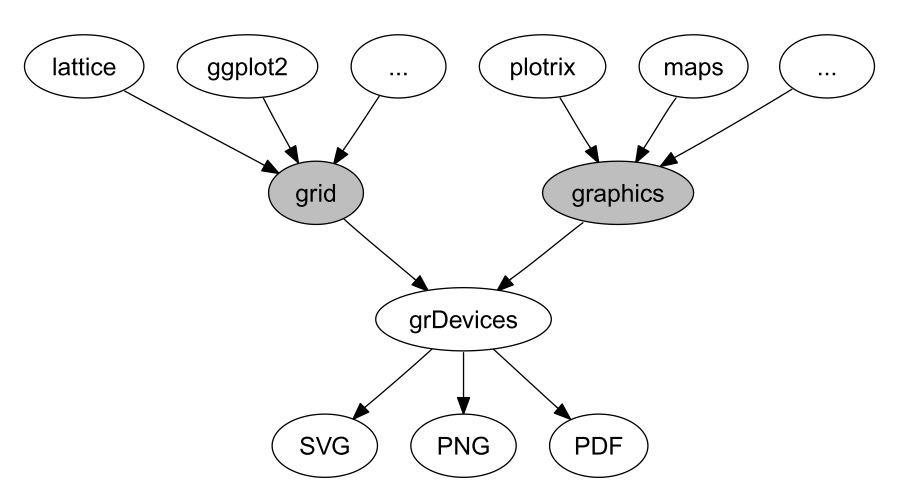 lattice ggplot2 ... plotrix maps ...
grid graphics
grDevices
SVG PNG PDF